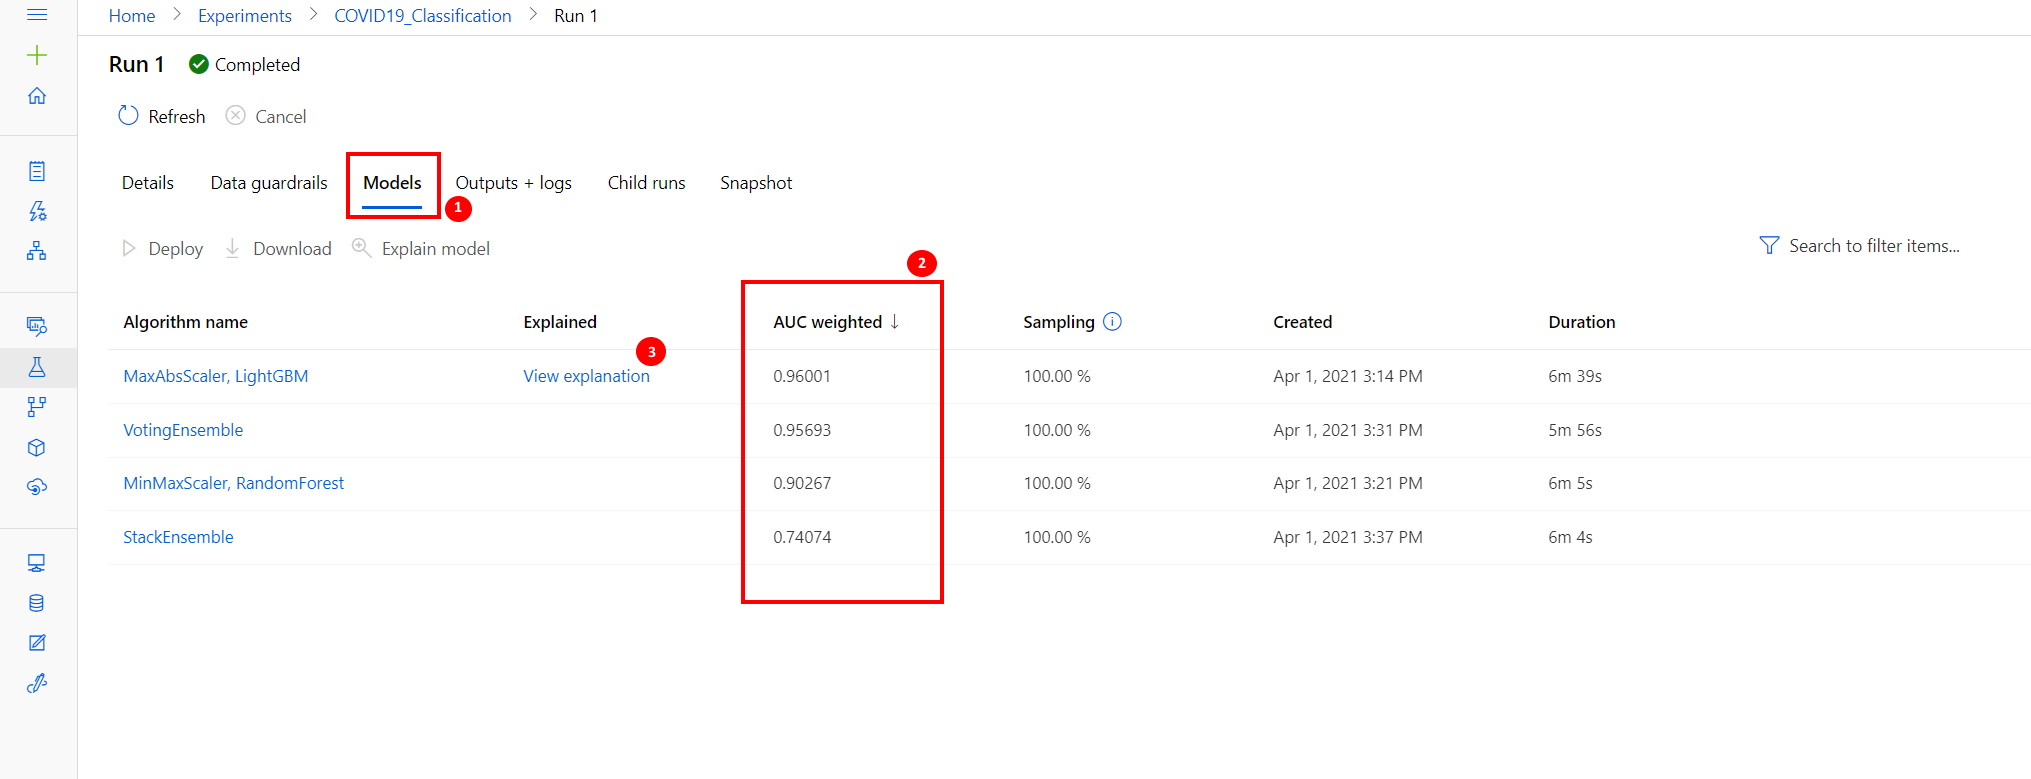 Home > Experiments > COVID19_Classification > Run 1
Run 1 Completed
Refresh Cancel
Details Data guardrails Models Outputs + logs Child runs Snapshot
1
Deploy Download Explain model Search to filter items...
2
Algorithm name Explained AUC weighted ↓ Sampling Created Duration
3
MaxAbsScaler, LightGBM View explanation 0.96001 100.00 % Apr 1, 2021 3:14 PM 6m 39s
VotingEnsemble 0.95693 100.00 % Apr 1, 2021 3:31 PM 5m 56s
MinMaxScaler, RandomForest 0.90267 100.00 % Apr 1, 2021 3:21 PM 6m 5s
StackEnsemble 0.74074 100.00 % Apr 1, 2021 3:37 PM 6m 4s